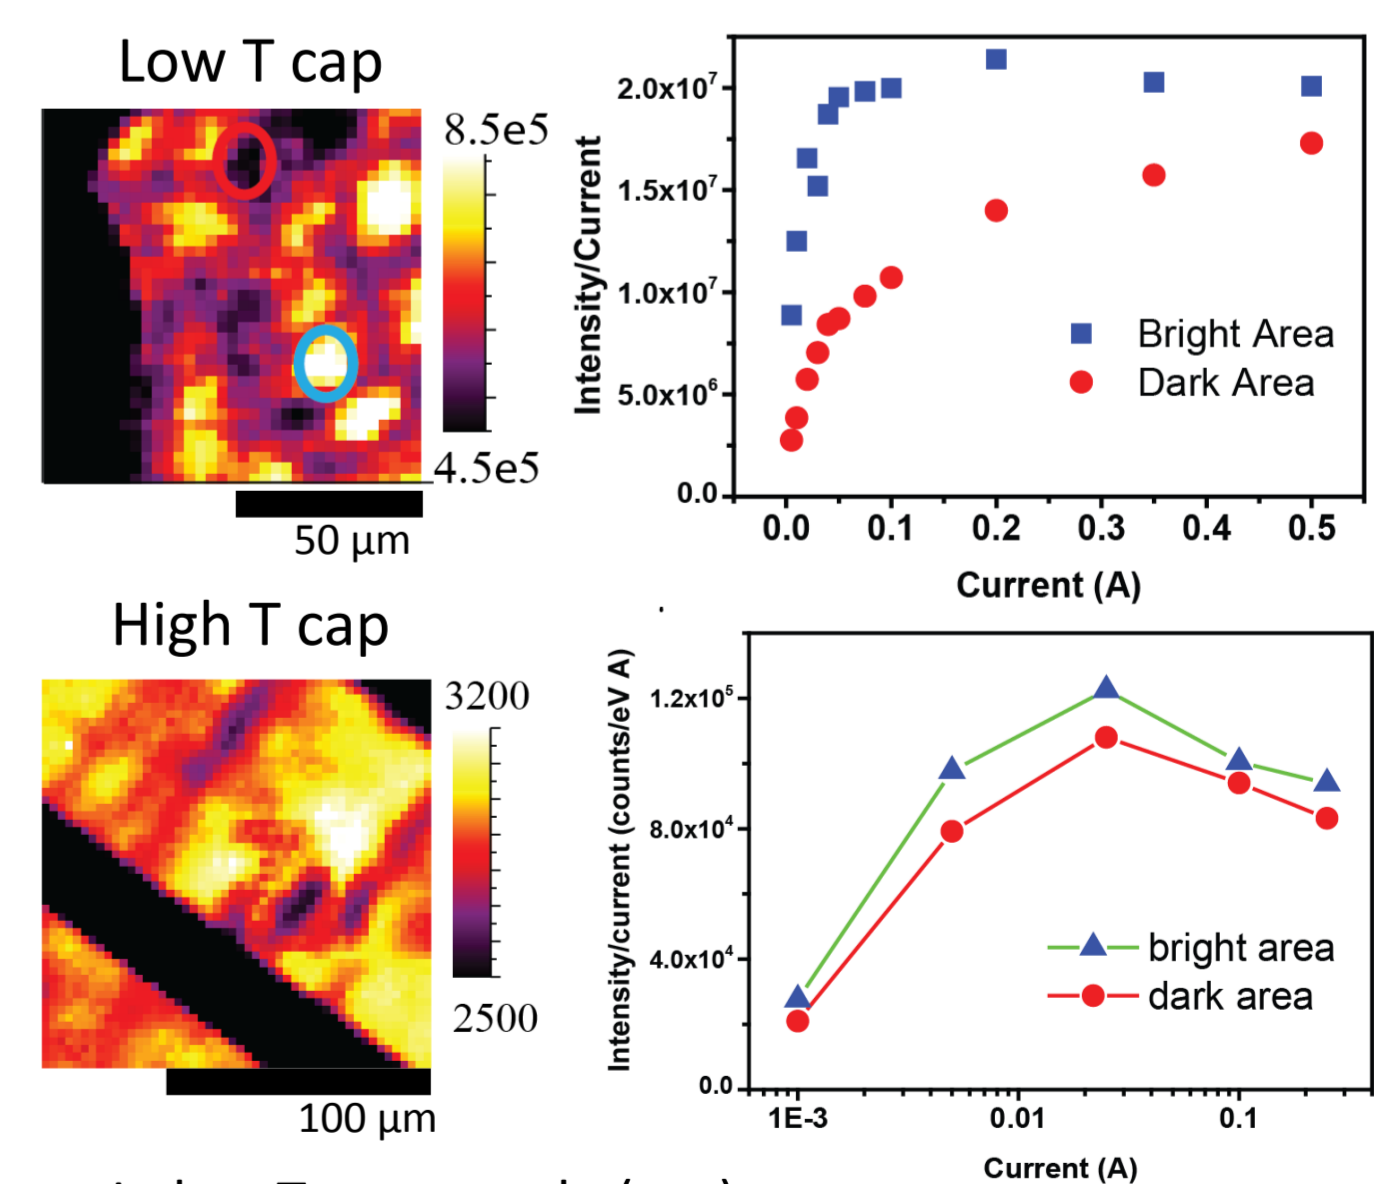 Low T cap
8.5e5
4.5e5
50 µm
Intensity/Current
2.0x10⁷
1.5x10⁷
1.0x10⁷
5.0x10⁶
0.0
0.0 0.1 0.2 0.3 0.4 0.5
Current (A)
Bright Area
Dark Area
High T cap
3200
2500
100 µm
Intensity/current (counts/eV A)
1.2x10⁵
8.0x10⁴
4.0x10⁴
0.0
1E-3 0.01 0.1
Current (A)
bright area
dark area